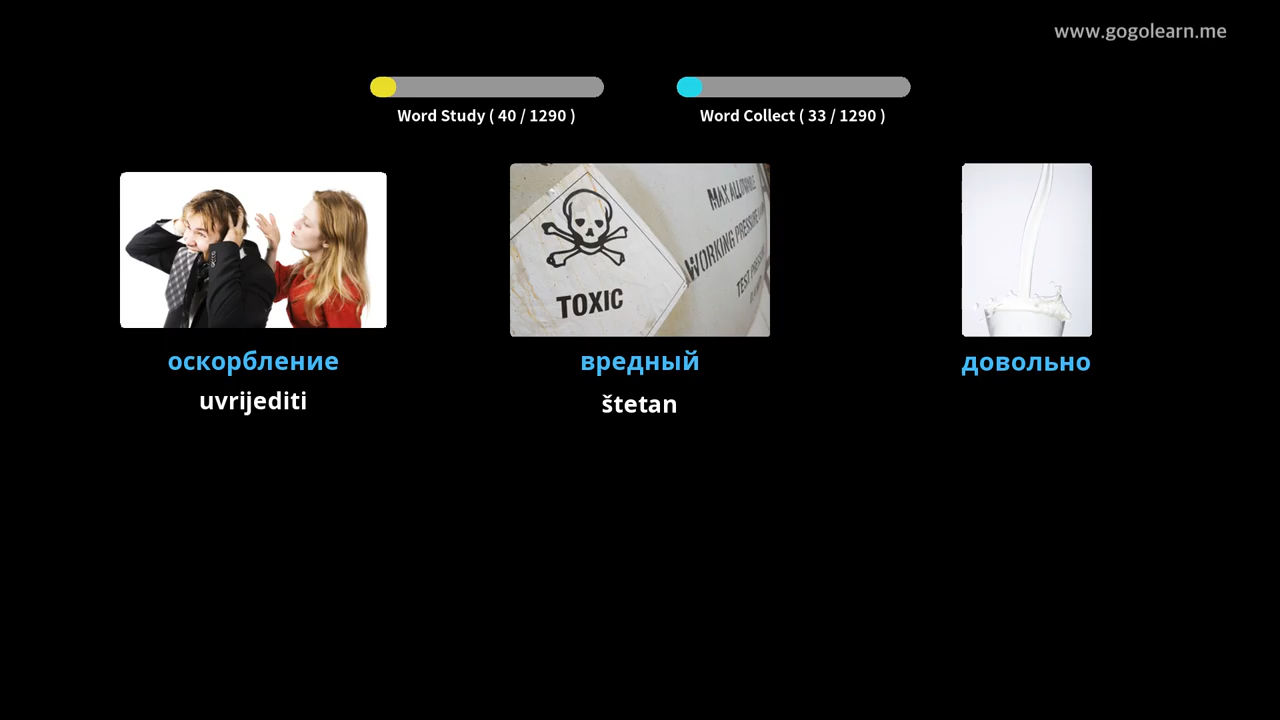 www.gogolearn.me
Word Study ( 40 / 1290 )
Word Collect ( 33 / 1290 )
MAX ALLOWABLE
WORKING PRESSURE
TEST PRESS
TOXIC
оскорбление
вредный
довольно
uvrijediti
štetan